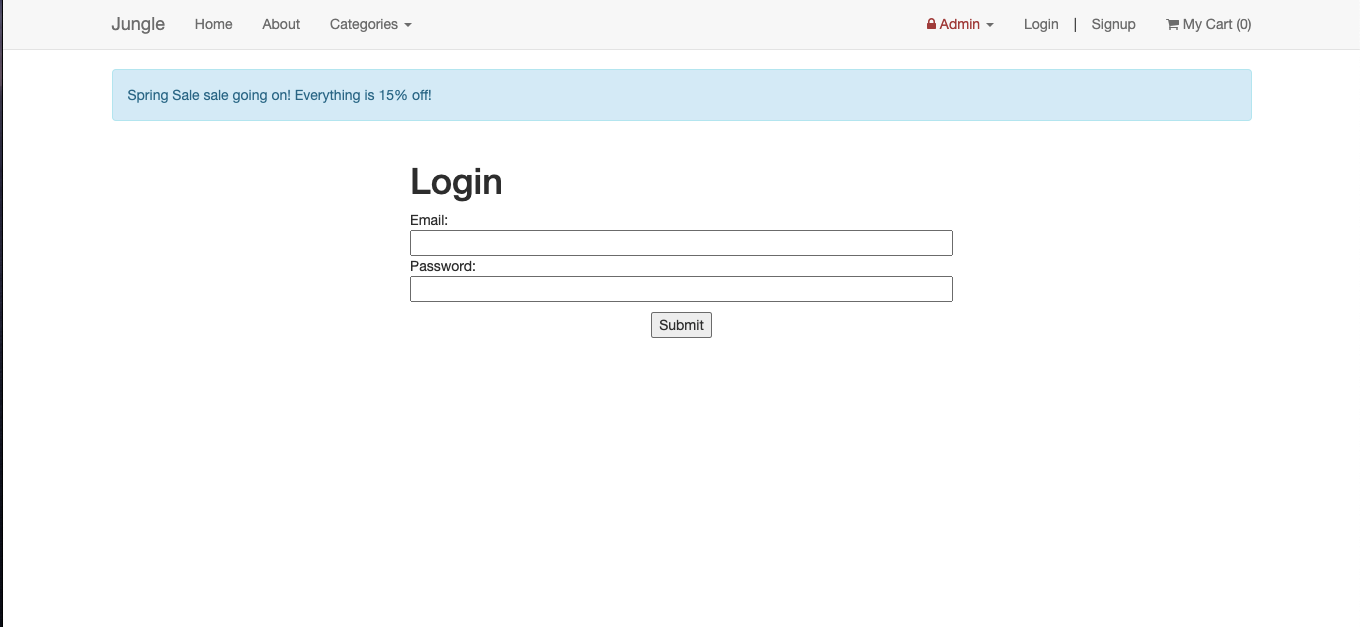 Jungle Home About Categories Admin Login | Signup My Cart (0)
Spring Sale sale going on! Everything is 15% off!
Login
Email:
Password:
Submit